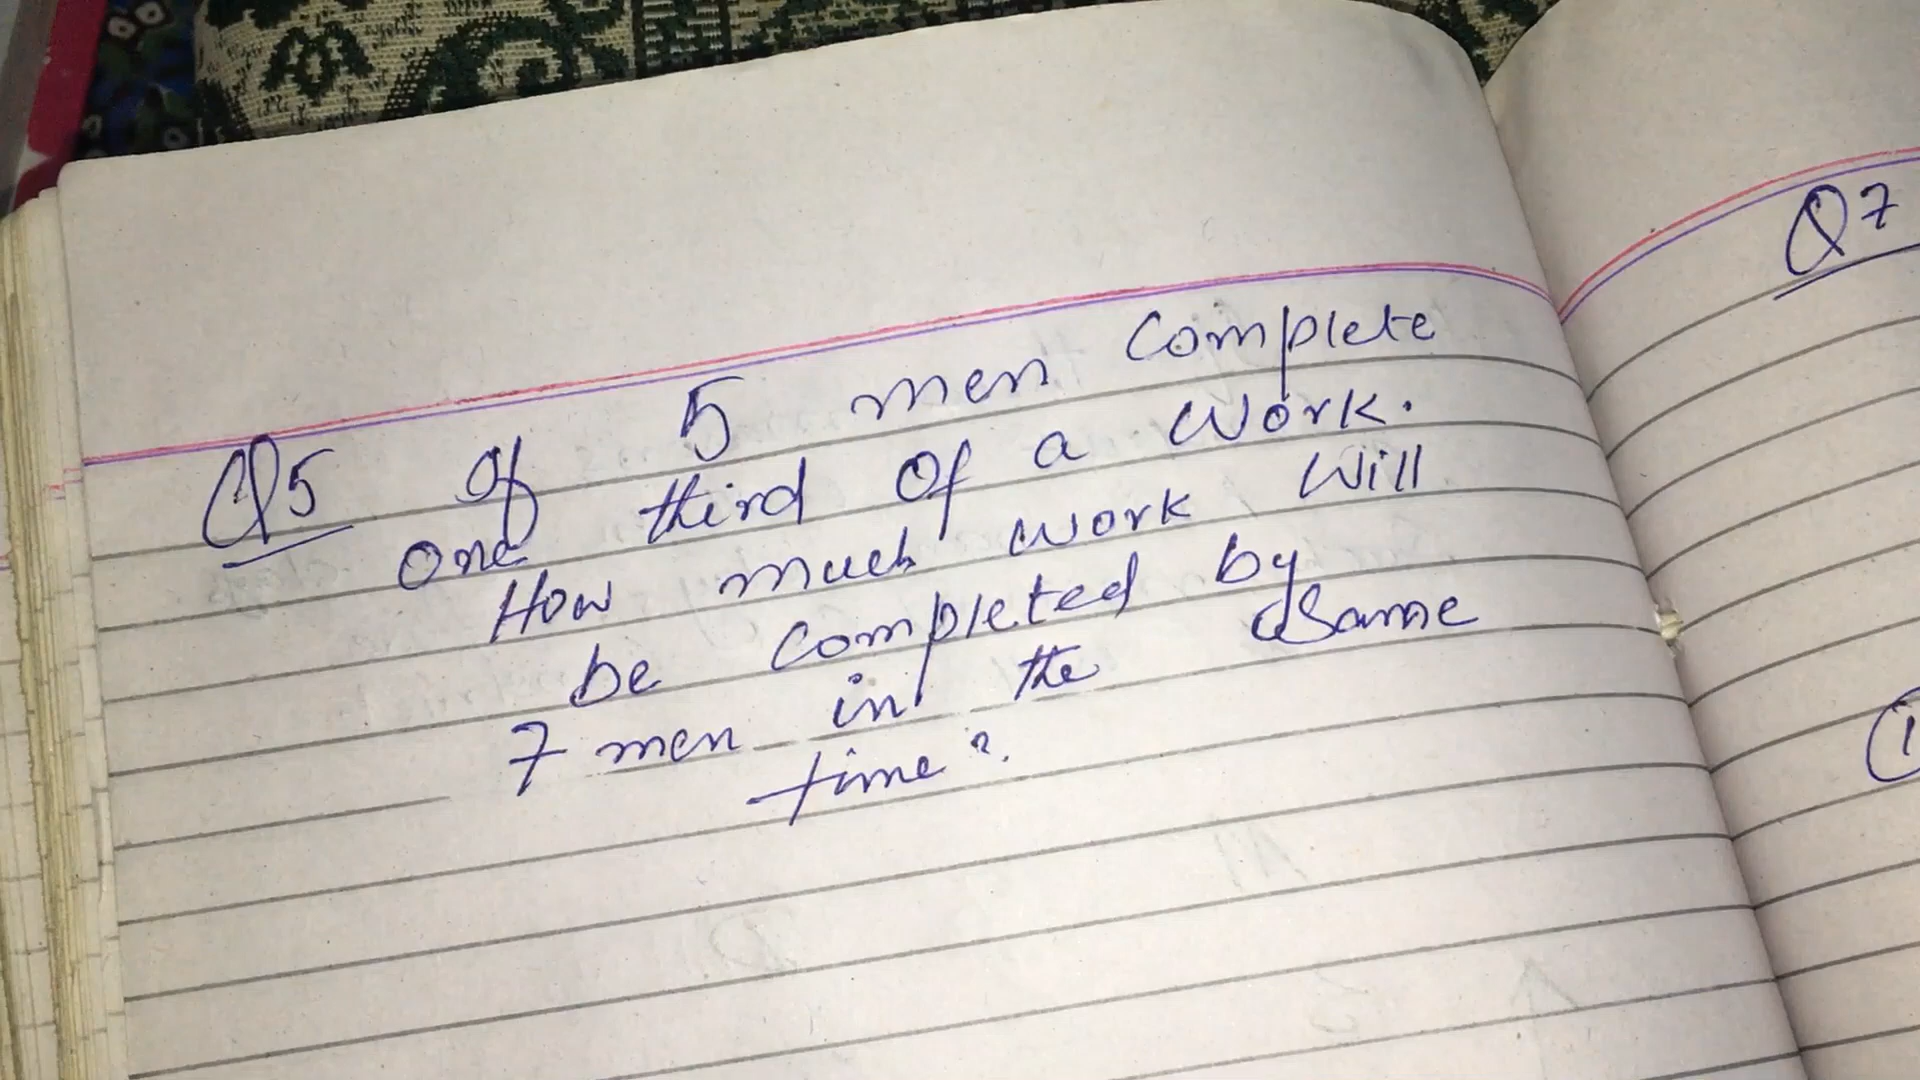 Q5 If 5 men complete
one third of a work.
How much work will
be completed by
7 men in the same
time?
Q7
1